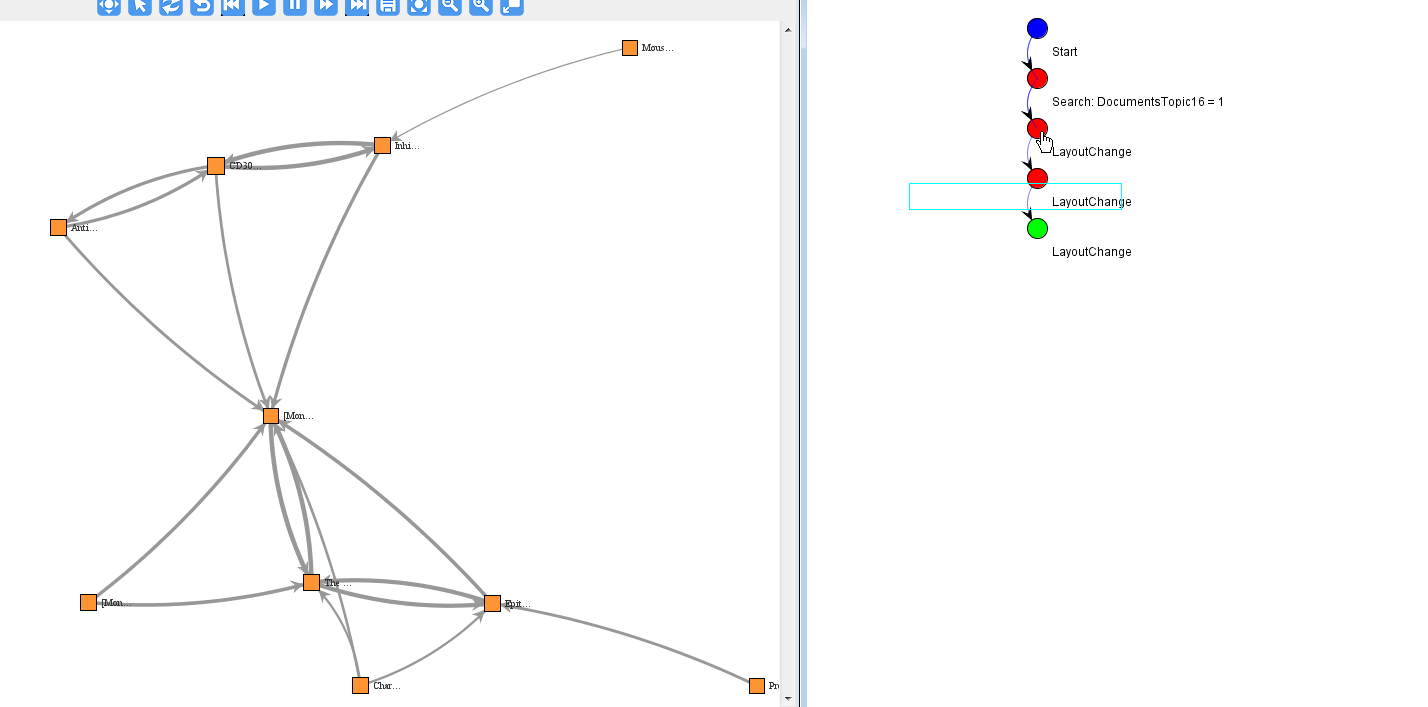 Mous...
Inhi...
CD30...
Anti...
[Mon...
The ...
[Mon...
Epit...
Char...
Start
Search: DocumentsTopic16 = 1
LayoutChange
LayoutChange
LayoutChange